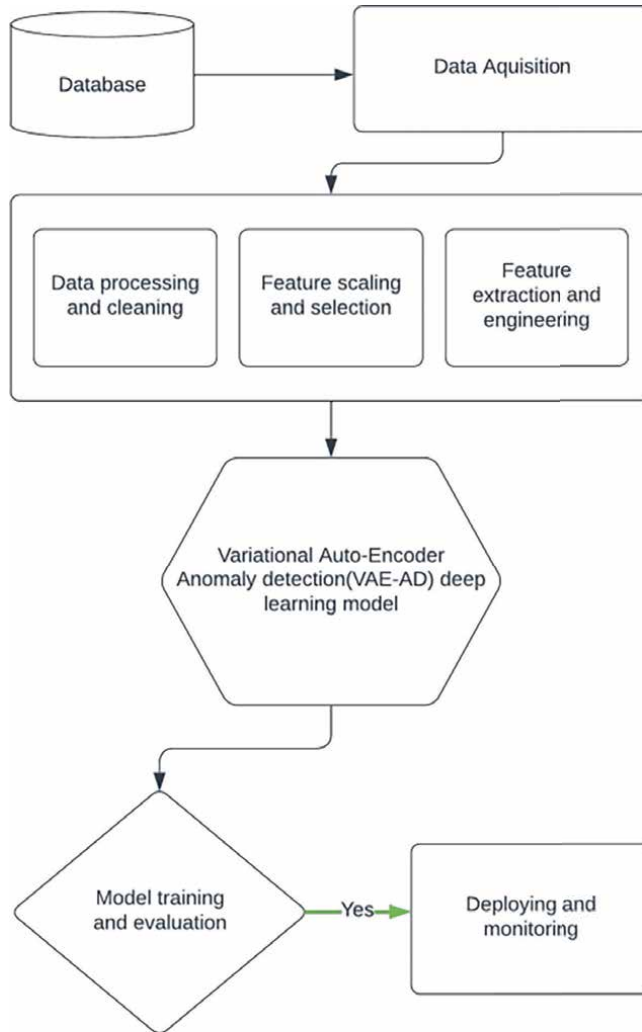 Database
Data Aquisition
Data processing
and cleaning
Feature scaling
and selection
Feature
extraction and
engineering
Variational Auto-Encoder
Anomaly detection(VAE-AD) deep
learning model
Model training
and evaluation
Yes
Deploying and
monitoring